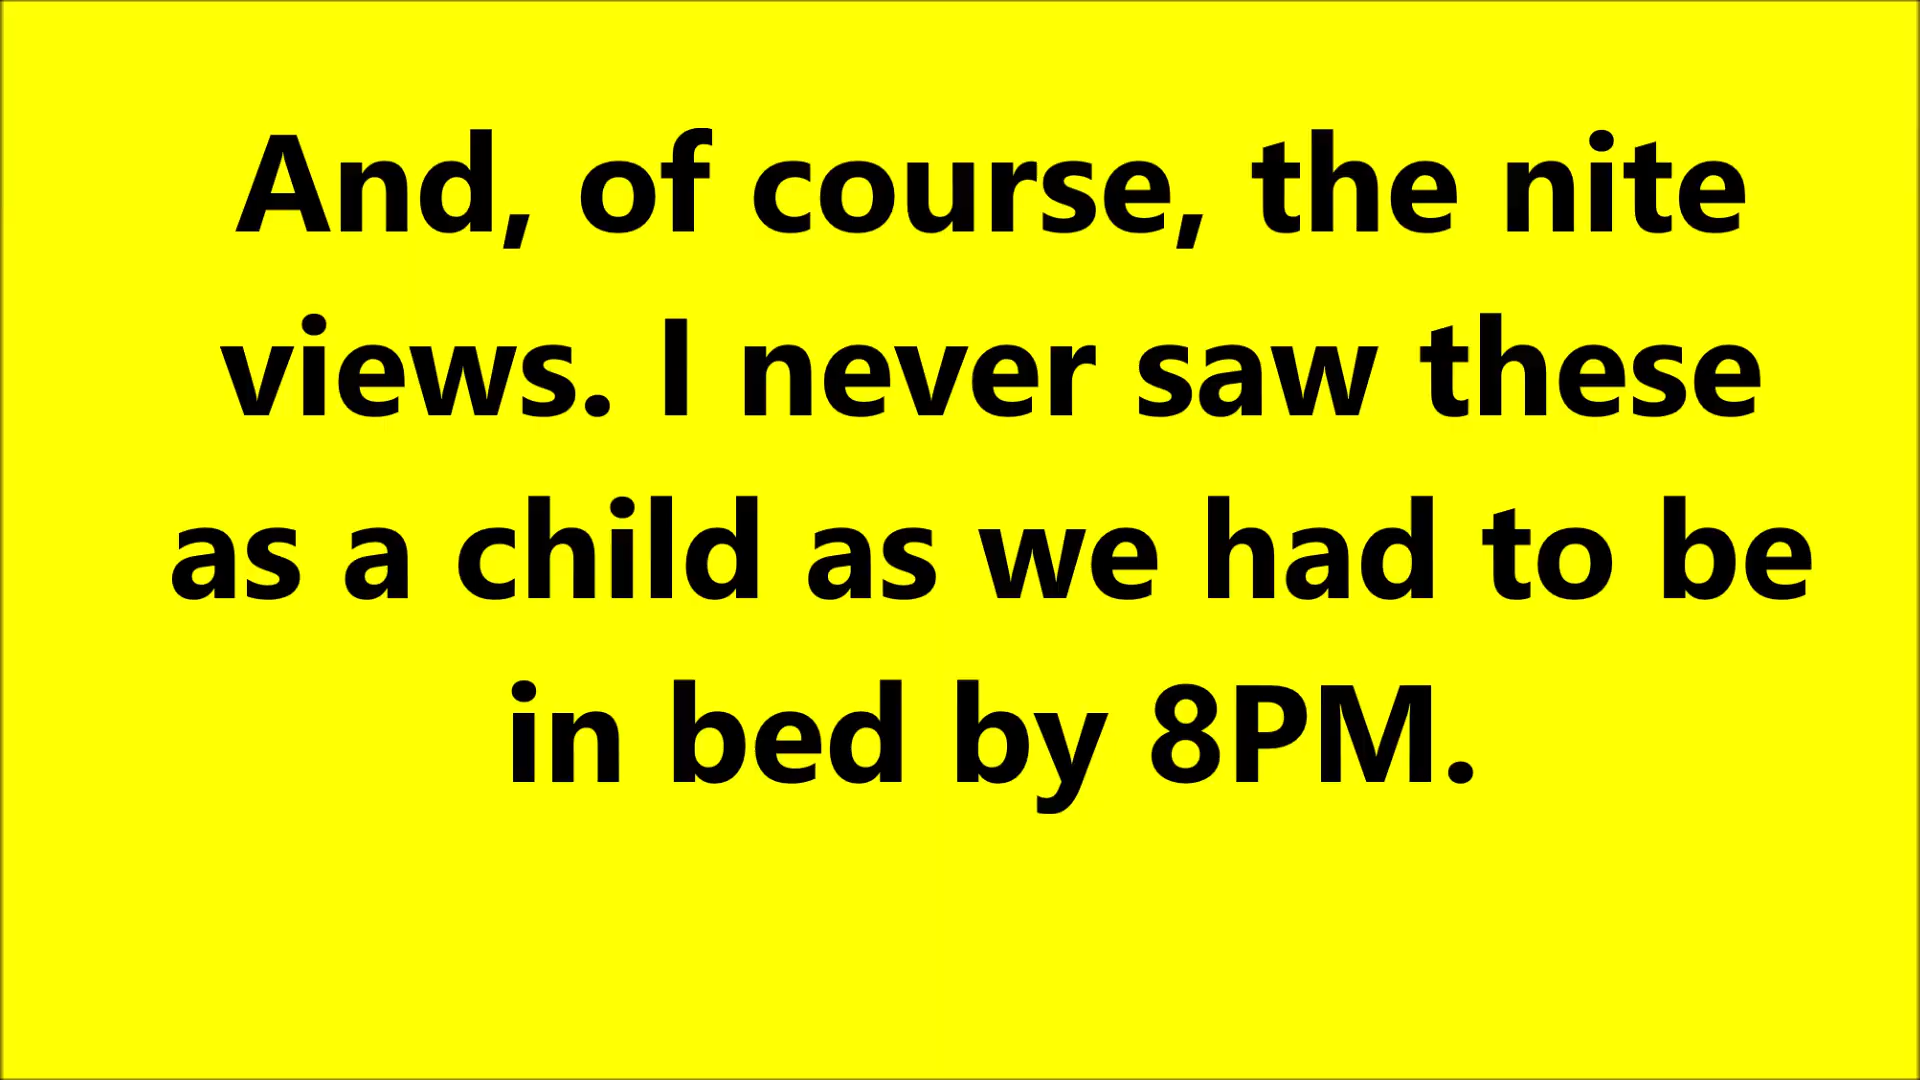 And, of course, the nite
views. I never saw these
as a child as we had to be
in bed by 8PM.